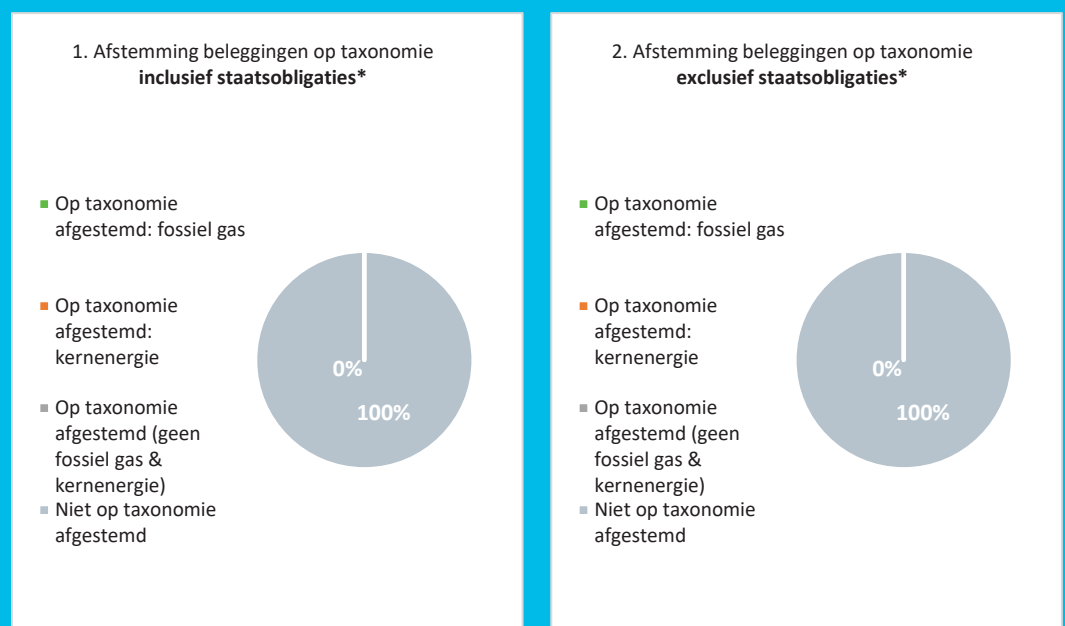 1. Afstemming beleggingen op taxonomie
inclusief staatsobligaties*
Op taxonomie
afgestemd: fossiel gas
Op taxonomie
afgestemd:
kernenergie
Op taxonomie
afgestemd (geen
fossiel gas &
kernenergie)
Niet op taxonomie
afgestemd
0%
100%
2. Afstemming beleggingen op taxonomie
exclusief staatsobligaties*
Op taxonomie
afgestemd: fossiel gas
Op taxonomie
afgestemd:
kernenergie
Op taxonomie
afgestemd (geen
fossiel gas &
kernenergie)
Niet op taxonomie
afgestemd
0%
100%